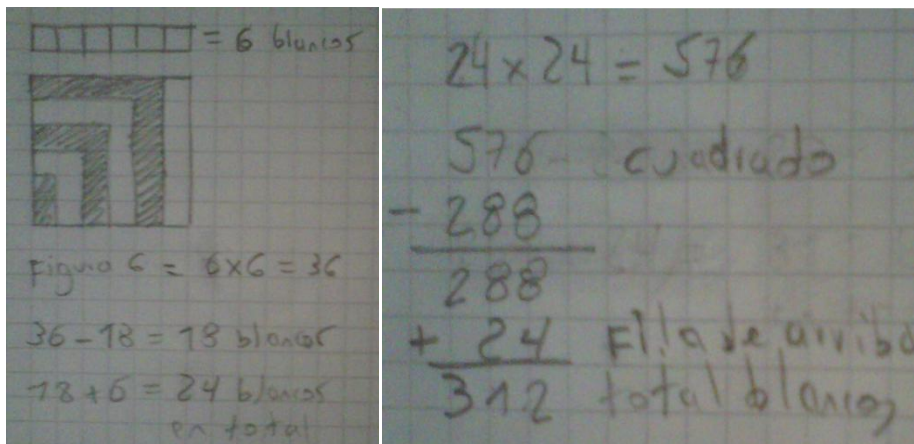 = 6 blancos
Figura 6 = 6x6 = 36
36 - 18 = 18 blancos
18 + 6 = 24 blancos
en total
24 x 24 = 576
576 cuadrado
- 288
288
+ 24 Fila de arriba
312 total blancos